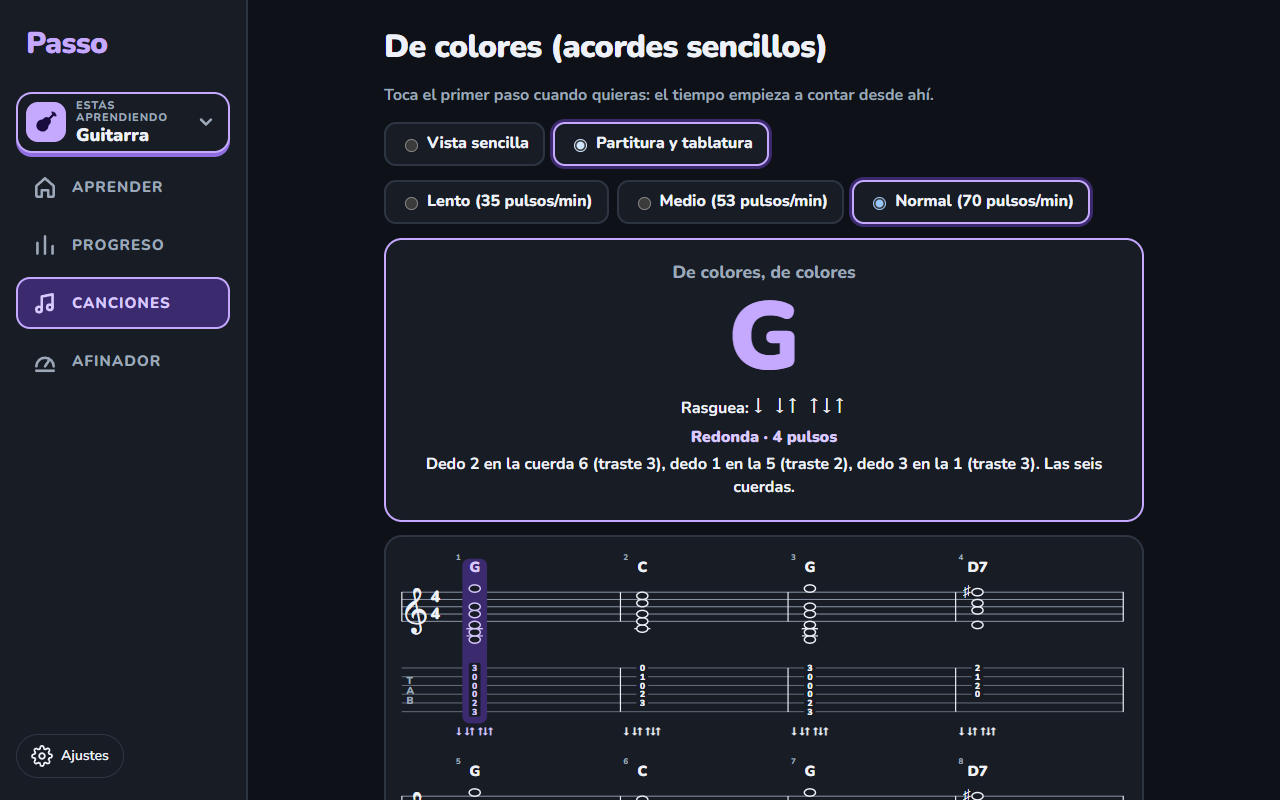 Passo
ESTÁS
APRENDIENDO
Guitarra
APRENDER
PROGRESO
CANCIONES
AFINADOR
Ajustes
De colores (acordes sencillos)
Toca el primer paso cuando quieras: el tiempo empieza a contar desde ahí.
Vista sencilla Partitura y tablatura
Lento (35 pulsos/min) Medio (53 pulsos/min) Normal (70 pulsos/min)
De colores, de colores
G
Rasguea: ↓ ↓↑ ↑↓↑
Redonda · 4 pulsos
Dedo 2 en la cuerda 6 (traste 3), dedo 1 en la 5 (traste 2), dedo 3 en la 1 (traste 3). Las seis
cuerdas.
1 2 3 4
G C G D7
4
4
3 0 3 2
0 1 0 1
T 0 0 0 2
A 0 2 0 0
B 2 3 2
3 3
↓ ↓↑ ↑↓↑ ↓ ↓↑ ↑↓↑ ↓ ↓↑ ↑↓↑ ↓ ↓↑ ↑↓↑
5 6 7 8
G C G D7